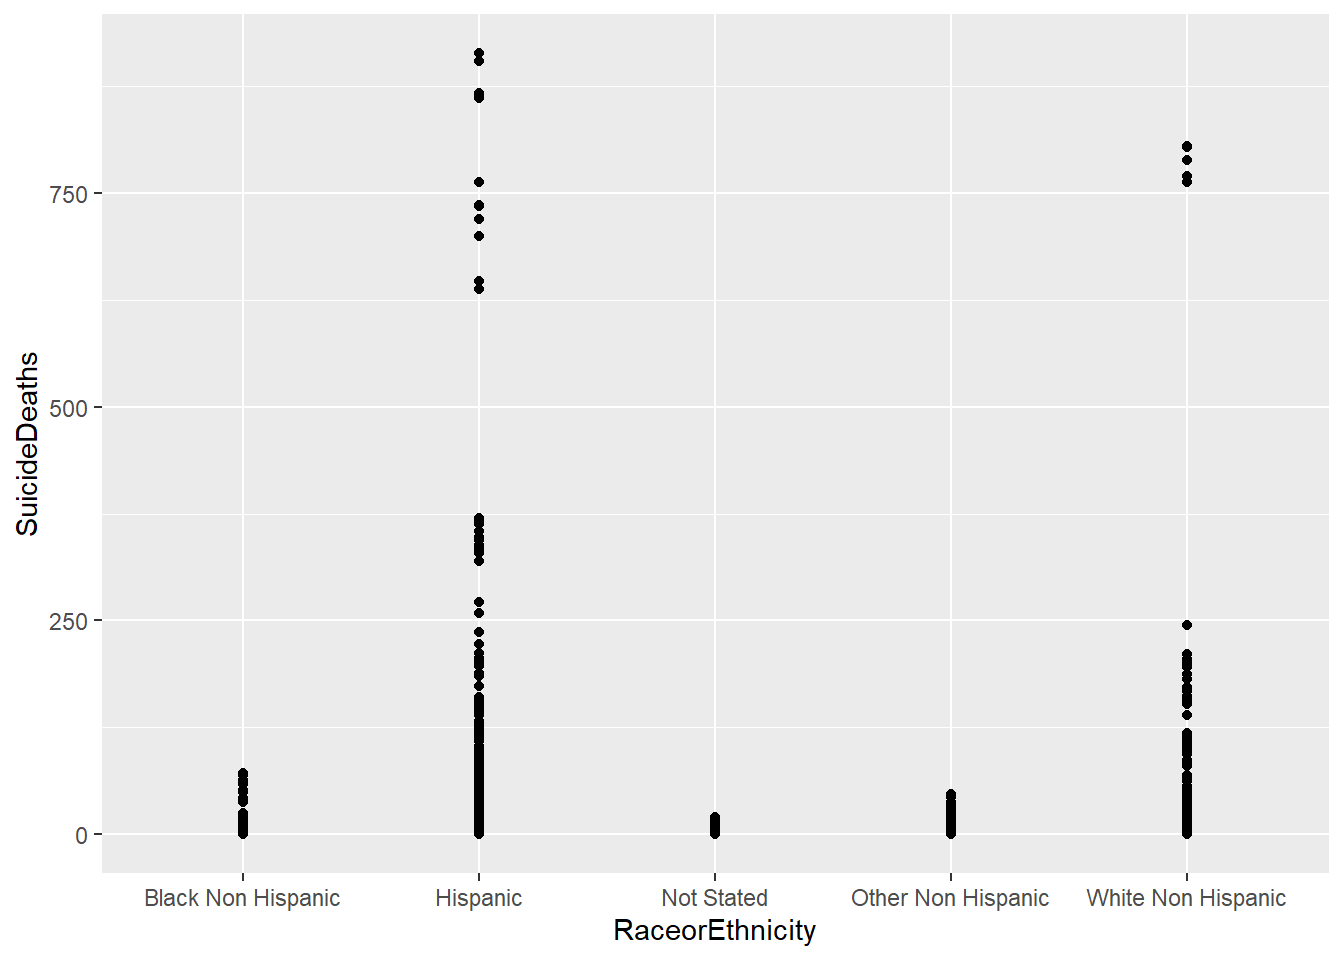 SuicideDeaths
750
500
250
0
Black Non Hispanic
Hispanic
Not Stated
Other Non Hispanic
White Non Hispanic
RaceorEthnicity